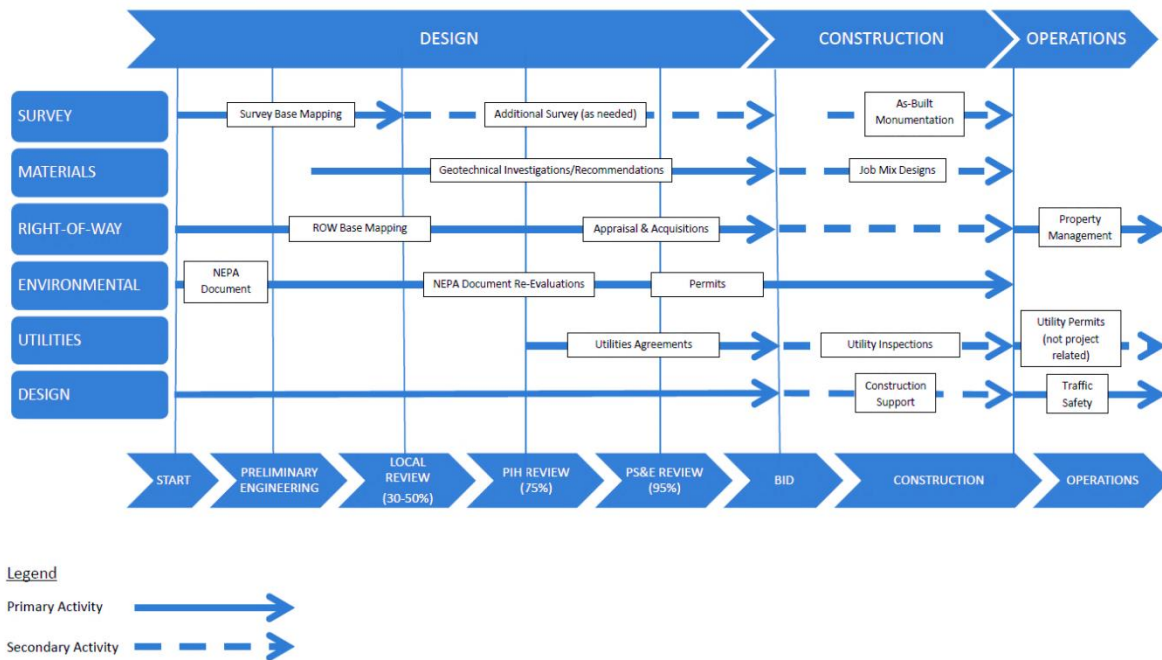 DESIGN
CONSTRUCTION
OPERATIONS
SURVEY
Survey Base Mapping
Additional Survey (as needed)
As-Built
Monumentation
MATERIALS
Geotechnical Investigations/Recommendations
Job Mix Designs
RIGHT-OF-WAY
ROW Base Mapping
Appraisal & Acquisitions
Property
Management
ENVIRONMENTAL
NEPA
Document
NEPA Document Re-Evaluations
Permits
UTILITIES
Utilities Agreements
Utility Inspections
Utility Permits
(not project
related)
DESIGN
Construction
Support
Traffic
Safety
START
PRELIMINARY
ENGINEERING
LOCAL
REVIEW
(30-50%)
PIH REVIEW
(75%)
PS&E REVIEW
(95%)
BID
CONSTRUCTION
OPERATIONS
Legend
Primary Activity
Secondary Activity